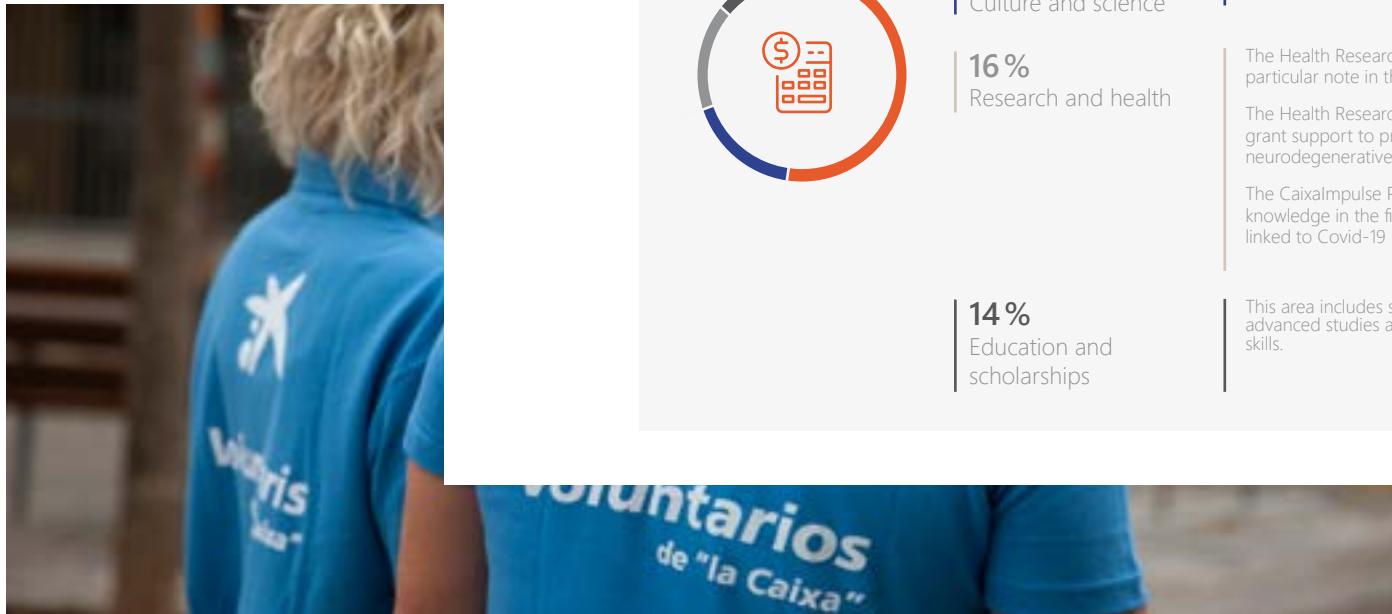 Culture and science
16 %
Research and health
The Health Researc
particular note in th
The Health Researc
grant support to pr
neurodegenerative
The CaixaImpulse P
knowledge in the fi
linked to Covid-19
14 %
Education and
scholarships
This area includes s
advanced studies a
skills.
Voluntaris
Caixa"
Voluntarios
de "la Caixa"